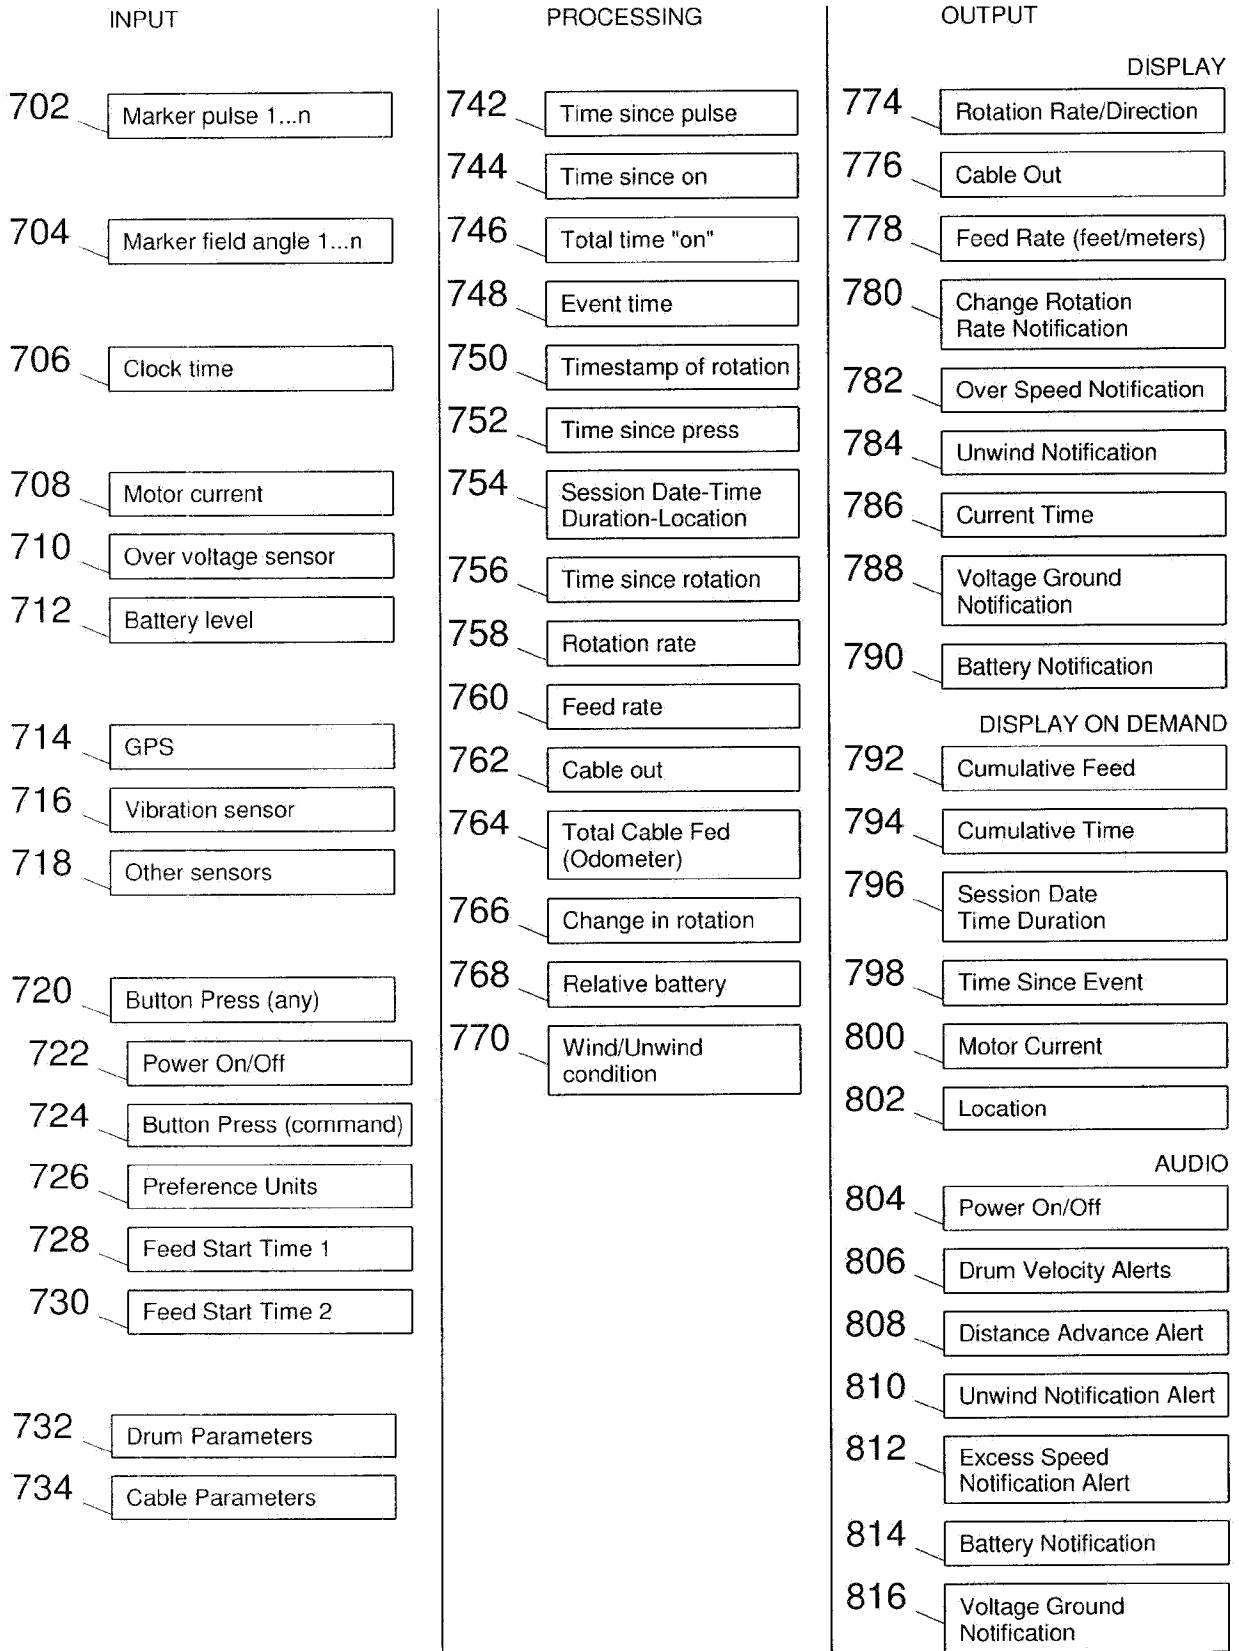 INPUT
702
Marker pulse 1...n
704
Marker field angle 1...n
706
Clock time
708
Motor current
710
Over voltage sensor
712
Battery level
714
GPS
716
Vibration sensor
718
Other sensors
720
Button Press (any)
722
Power On/Off
724
Button Press (command)
726
Preference Units
728
Feed Start Time 1
730
Feed Start Time 2
732
Drum Parameters
734
Cable Parameters
PROCESSING
742
Time since pulse
744
Time since on
746
Total time "on"
748
Event time
750
Timestamp of rotation
752
Time since press
754
Session Date-Time
Duration-Location
756
Time since rotation
758
Rotation rate
760
Feed rate
762
Cable out
764
Total Cable Fed
(Odometer)
766
Change in rotation
768
Relative battery
770
Wind/Unwind
condition
OUTPUT
DISPLAY
774
Rotation Rate/Direction
776
Cable Out
778
Feed Rate (feet/meters)
780
Change Rotation
Rate Notification
782
Over Speed Notification
784
Unwind Notification
786
Current Time
788
Voltage Ground
Notification
790
Battery Notification
DISPLAY ON DEMAND
792
Cumulative Feed
794
Cumulative Time
796
Session Date
Time Duration
798
Time Since Event
800
Motor Current
802
Location
AUDIO
804
Power On/Off
806
Drum Velocity Alerts
808
Distance Advance Alert
810
Unwind Notification Alert
812
Excess Speed
Notification Alert
814
Battery Notification
816
Voltage Ground
Notification